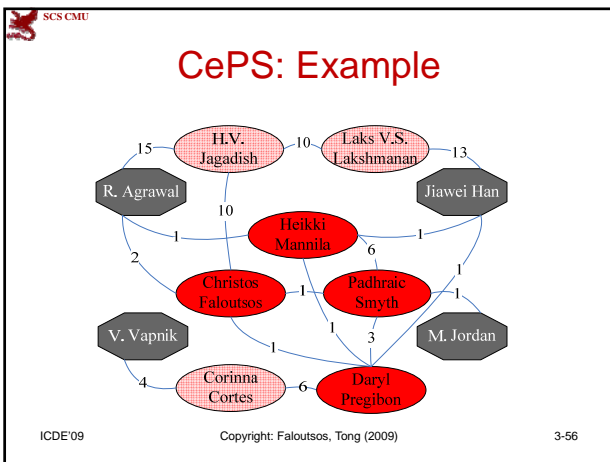 SCS CMU
CePS: Example
H.V.
Jagadish
10
Laks V.S.
Lakshmanan
15
13
R. Agrawal
Jiawei Han
10
Heikki
Mannila
1
1
6
2
1
Christos
Faloutsos
1
Padhraic
Smyth
1
1
V. Vapnik
M. Jordan
3
1
4
Corinna
Cortes
6
Daryl
Pregibon
ICDE'09
Copyright: Faloutsos, Tong (2009)
3-56